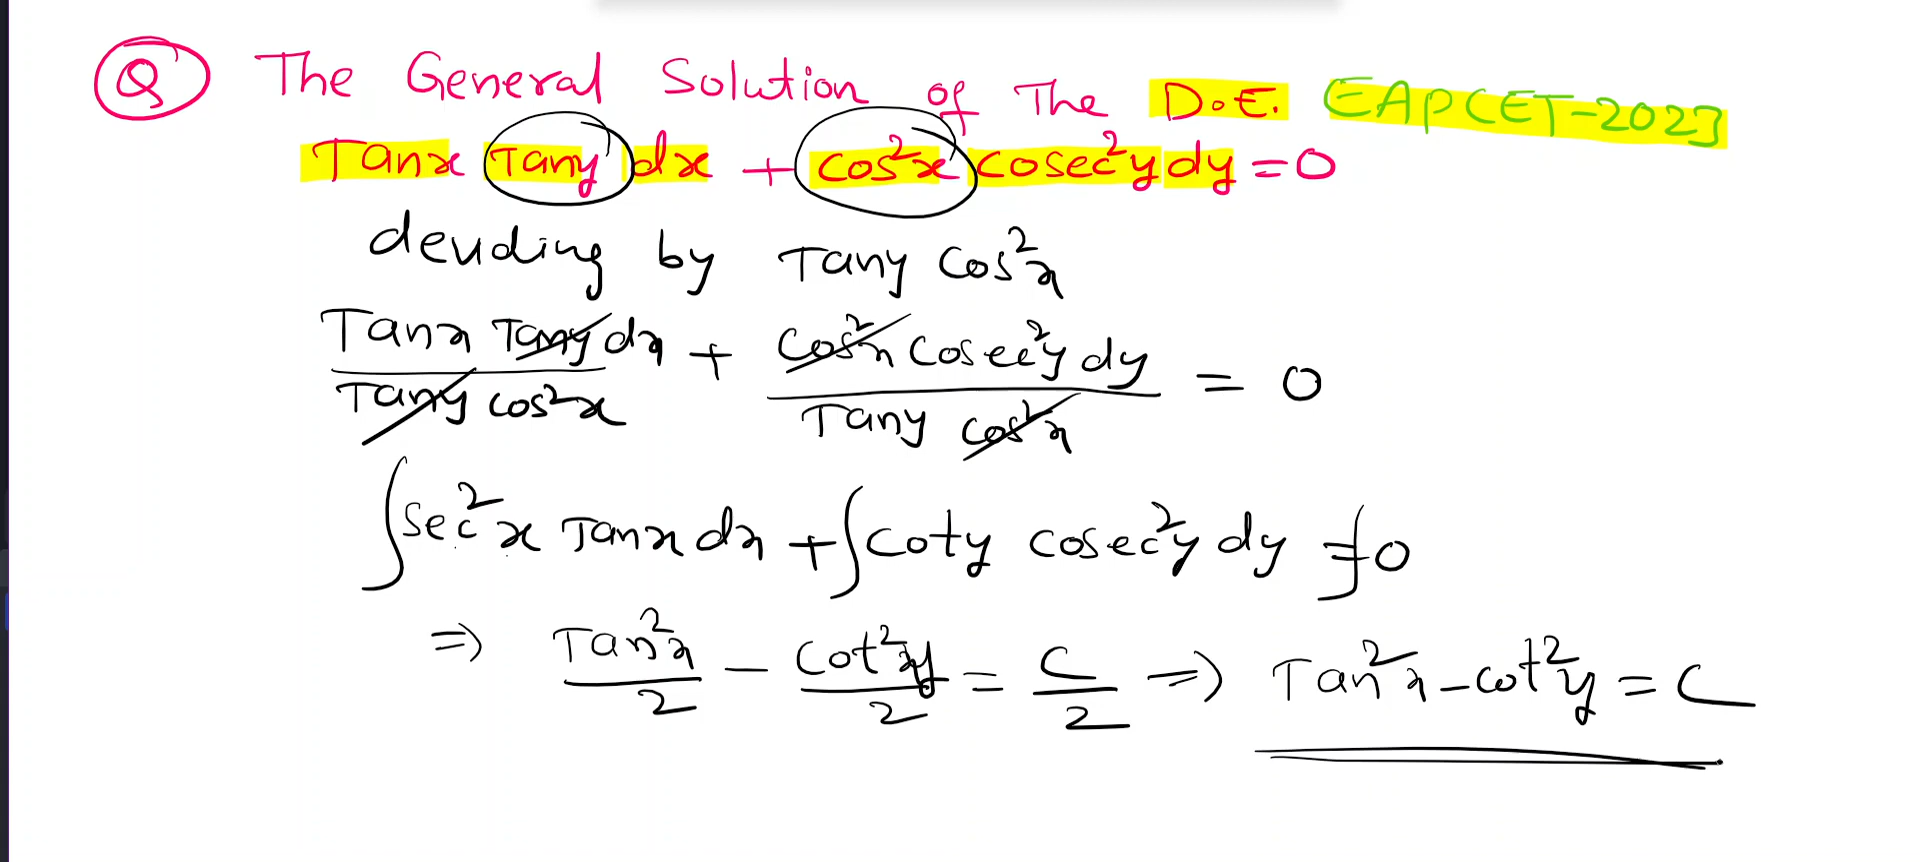 Q The General Solution of The D.E. EAPCET-2023
Tanx Tany dx + cos²x cosec²y dy = 0
deuding by Tany Cos²x
Tanx Tany dx / Tany cos²x + Cos²x Cosec²y dy / Tany cos²x = 0
∫sec²x Tanx dx + ∫coty cosec²y dy = ∫0
⇒ Tan²x/2 - Cot²y/2 = C/2 ⇒ Tan²x - cot²y = C